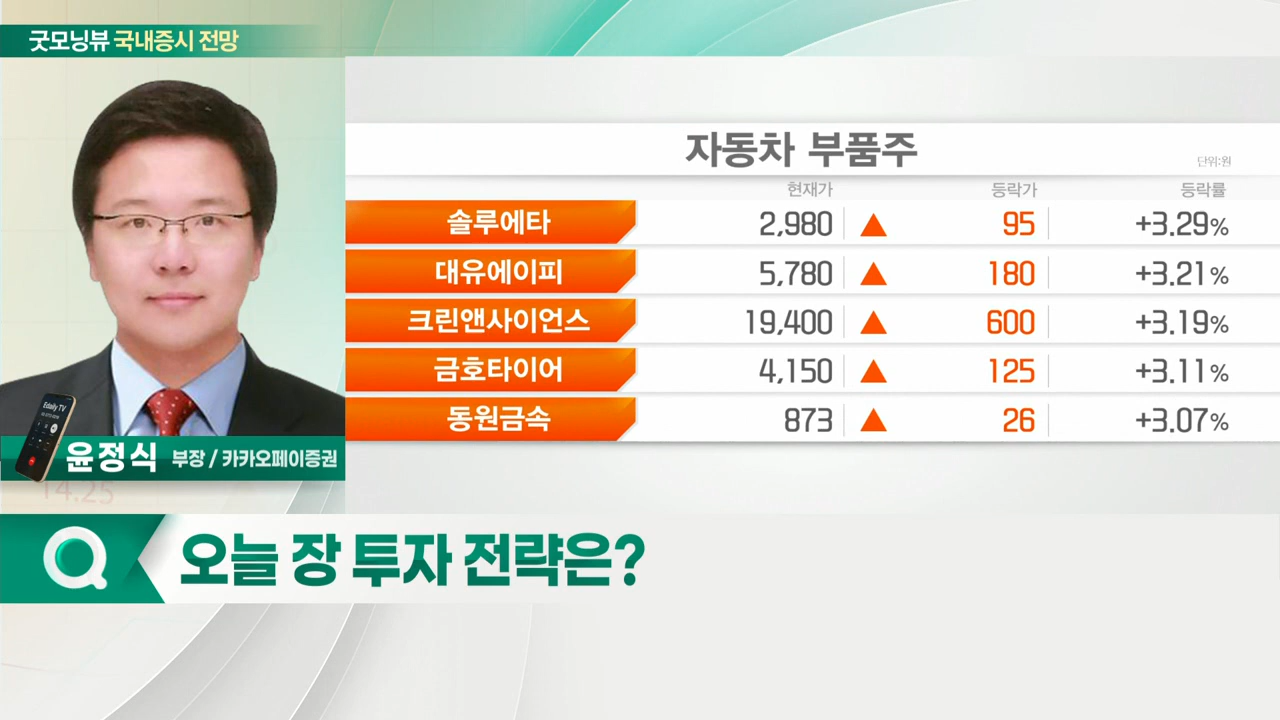 굿모닝뷰 국내증시 전망
자동차 부품주
단위:원
현재가 등락가 등락률
솔루에타 2,980 ▲ 95 +3.29%
대유에이피 5,780 ▲ 180 +3.21%
크린앤사이언스 19,400 ▲ 600 +3.19%
금호타이어 4,150 ▲ 125 +3.11%
동원금속 873 ▲ 26 +3.07%
Edaily TV
윤정식 부장 / 카카오페이증권
14.25
오늘 장 투자 전략은?